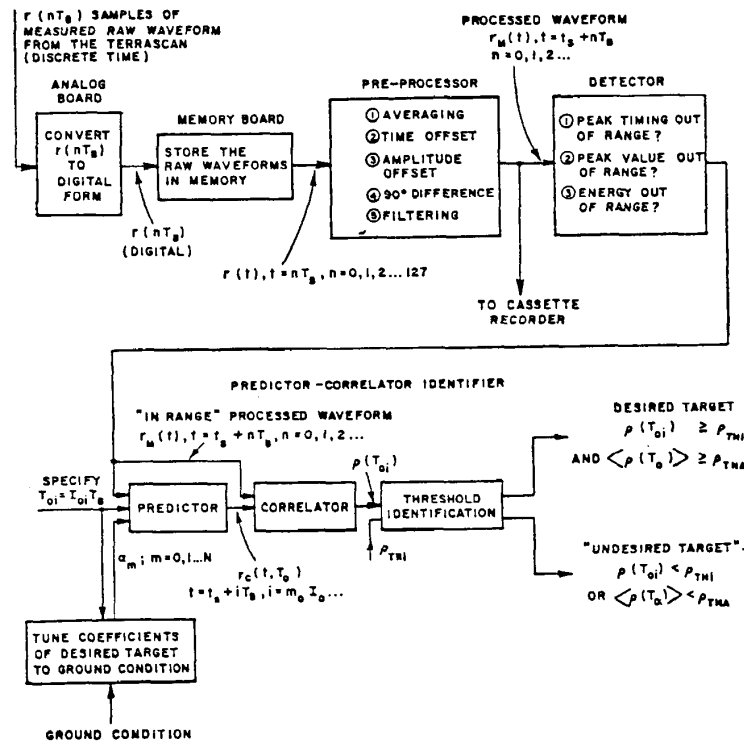 r(nT_B) SAMPLES OF
MEASURED RAW WAVEFORM
FROM THE TERRASCAN
(DISCRETE TIME)
ANALOG
BOARD
CONVERT
r(nT_B)
TO
DIGITAL
FORM
r(nT_B)
(DIGITAL)
MEMORY BOARD
STORE THE
RAW WAVEFORMS
IN MEMORY
r(t), t=nT_B, n=0,1,2...127
PRE-PROCESSOR
① AVERAGING
② TIME OFFSET
③ AMPLITUDE
OFFSET
④ 90° DIFFERENCE
⑤ FILTERING
PROCESSED WAVEFORM
r_M(t), t=t_S+nT_B
n=0,1,2...
TO CASSETTE
RECORDER
DETECTOR
① PEAK TIMING OUT
OF RANGE?
② PEAK VALUE OUT
OF RANGE?
③ ENERGY OUT
OF RANGE?
PREDICTOR-CORRELATOR IDENTIFIER
"IN RANGE" PROCESSED WAVEFORM
r_M(t), t=t_S+nT_B, n=0,1,2...
SPECIFY
T_oi=I_oi T_B
PREDICTOR
α_m; m=0,1...N
r_C(t,T_o)
t=t_s+iT_B, i=m_o I_o...
CORRELATOR
ρ(T_oi)
ρ_THi
THRESHOLD
IDENTIFICATION
DESIRED TARGET
ρ(T_oi) ≥ ρ_THi
AND <ρ(T_o)> ≥ ρ_THA
"UNDESIRED TARGET"
ρ(T_oi) < ρ_THi
OR <ρ(T_α)> < ρ_THA
TUNE COEFFICIENTS
OF DESIRED TARGET
TO GROUND CONDITION
GROUND CONDITION